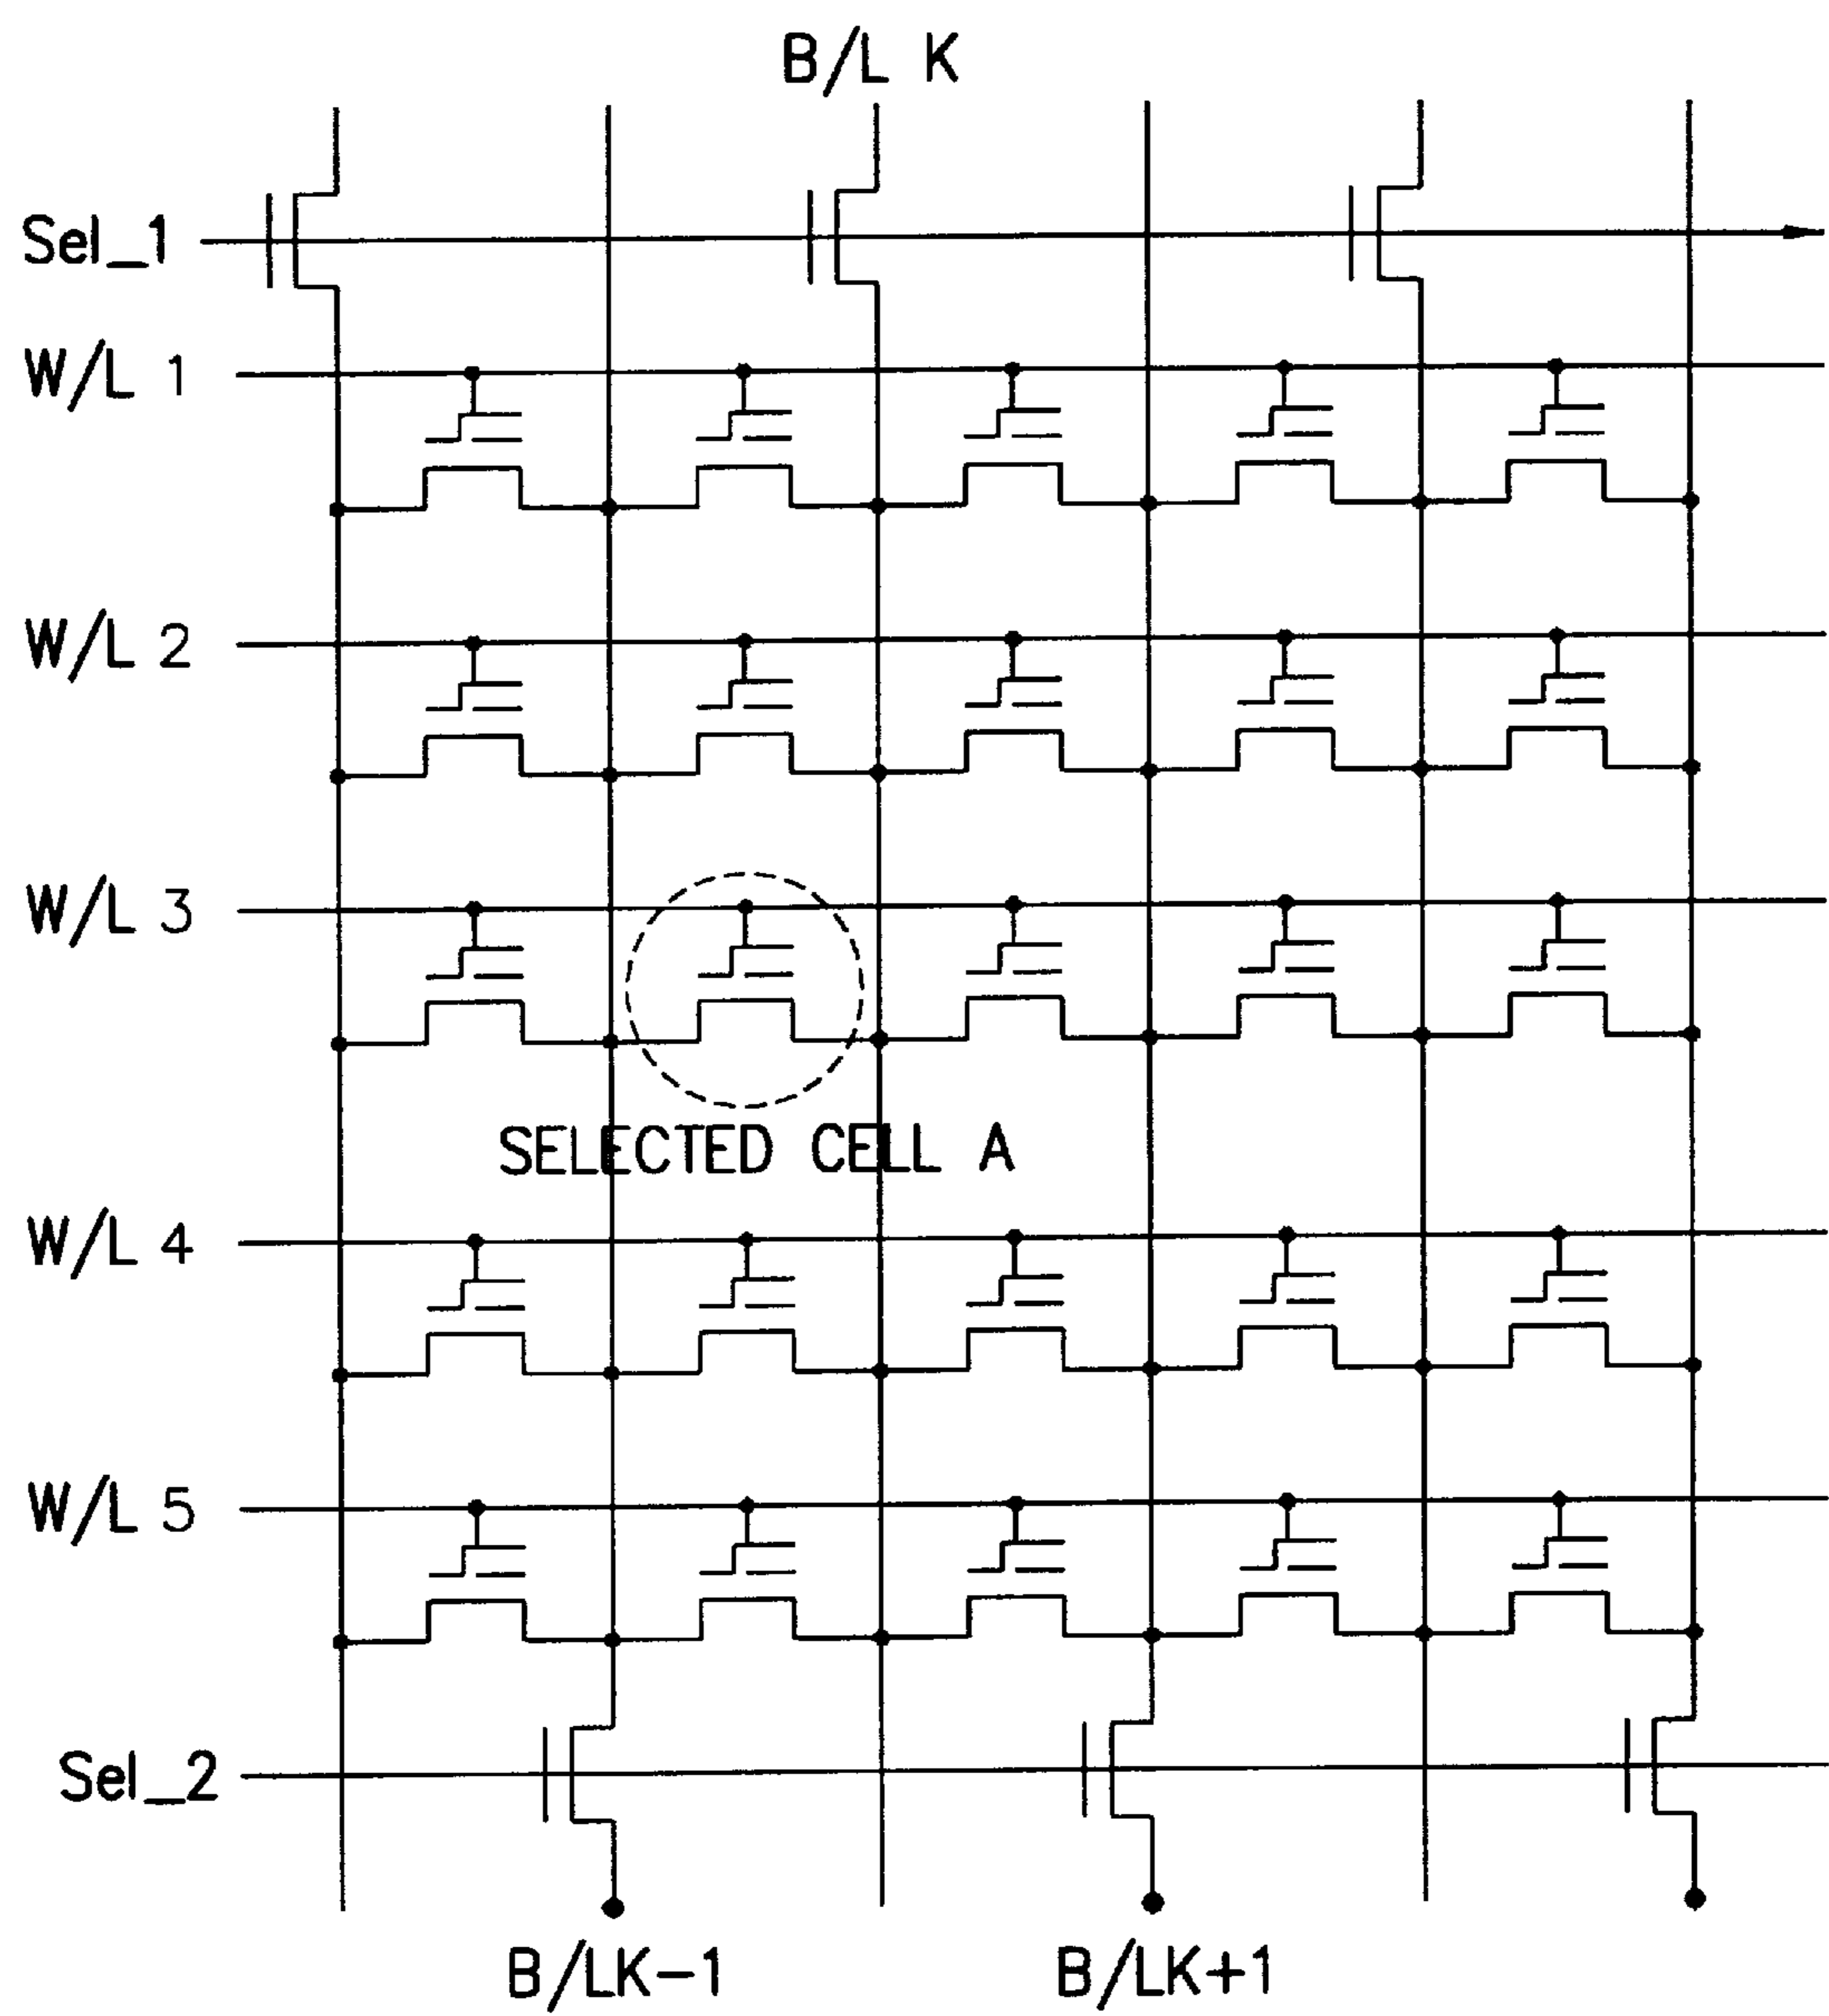 B/L K
Sel_1
W/L 1
W/L 2
W/L 3
SELECTED CELL A
W/L 4
W/L 5
Sel_2
B/LK-1
B/LK+1